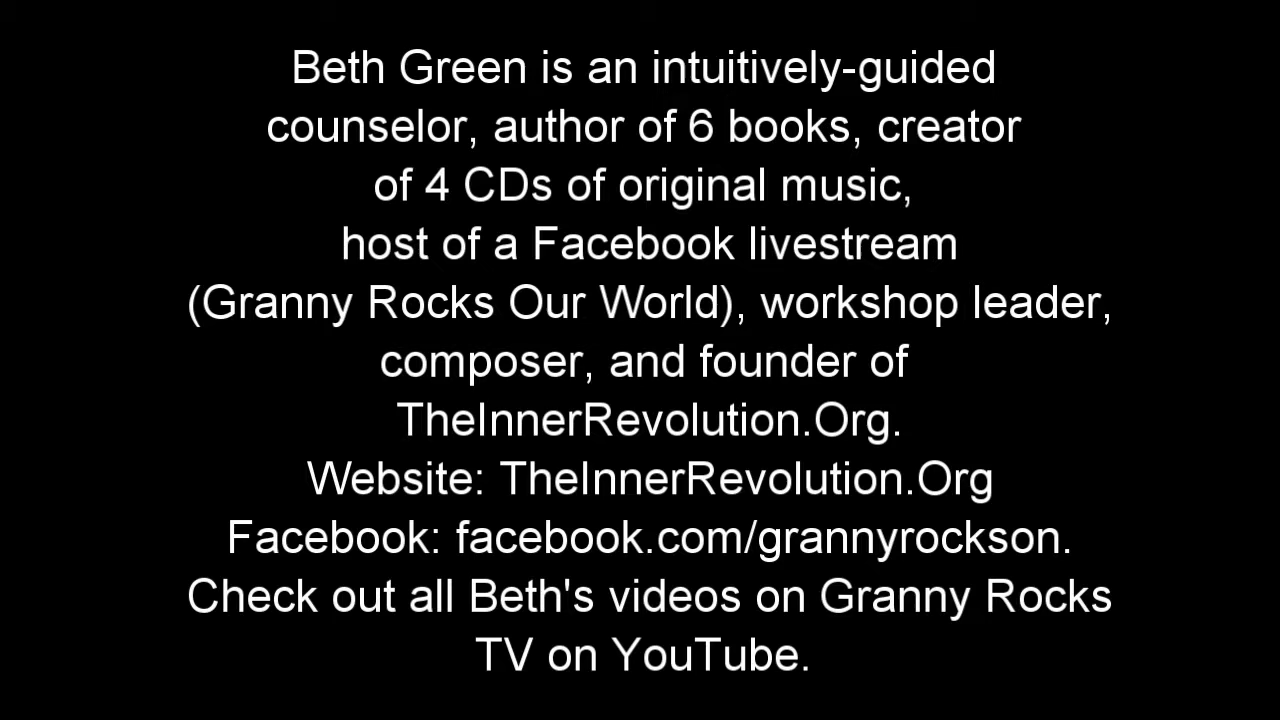 Beth Green is an intuitively-guided
counselor, author of 6 books, creator
of 4 CDs of original music,
host of a Facebook livestream
(Granny Rocks Our World), workshop leader,
composer, and founder of
TheInnerRevolution.Org.
Website: TheInnerRevolution.Org
Facebook: facebook.com/grannyrockson.
Check out all Beth's videos on Granny Rocks
TV on YouTube.